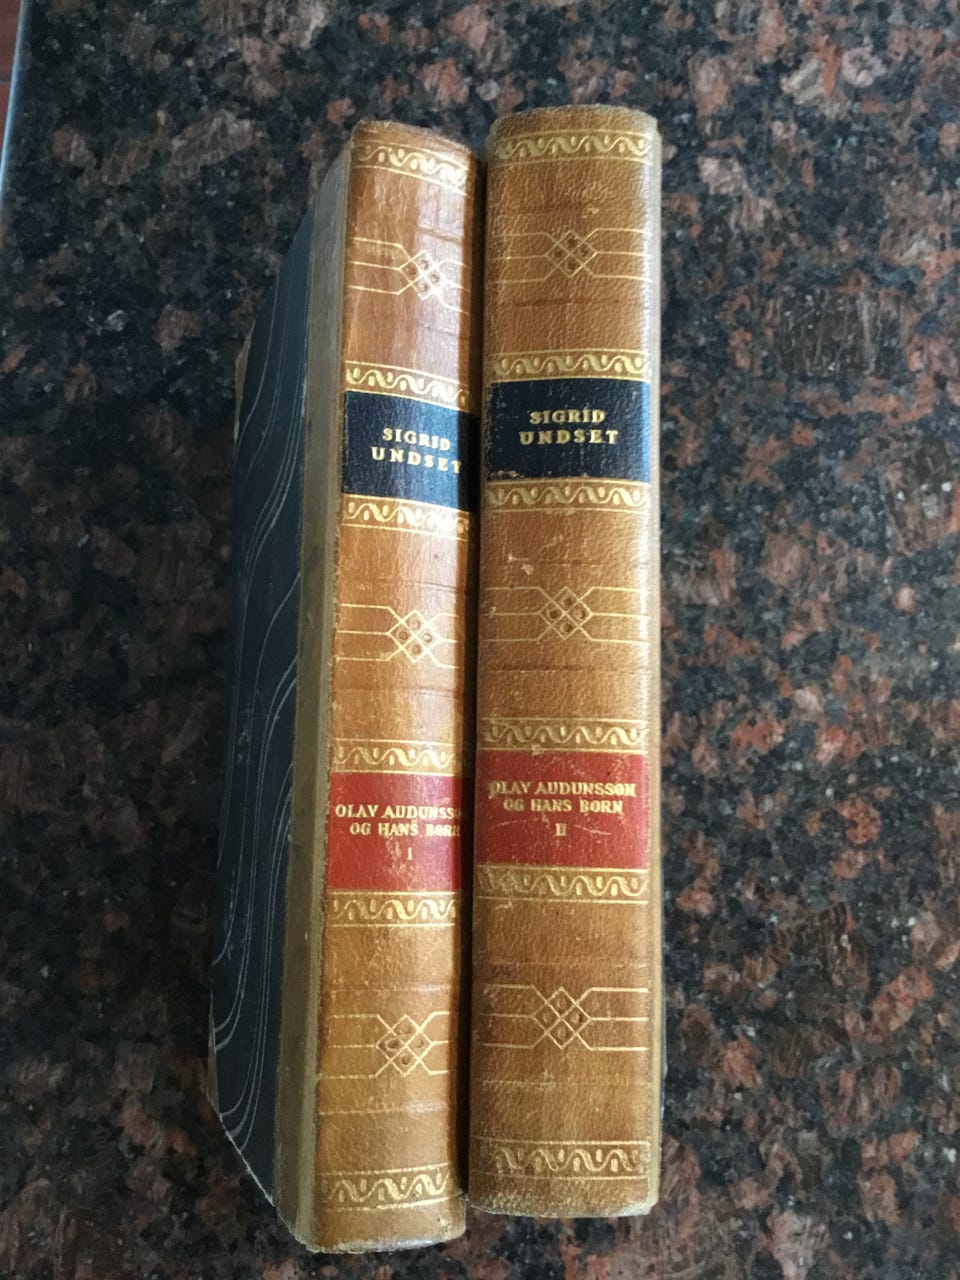 SIGRID
UNDSET
OLAV AUDUNSSØN
OG HANS BØRN
I
SIGRID
UNDSET
OLAV AUDUNSSØN
OG HANS BØRN
II